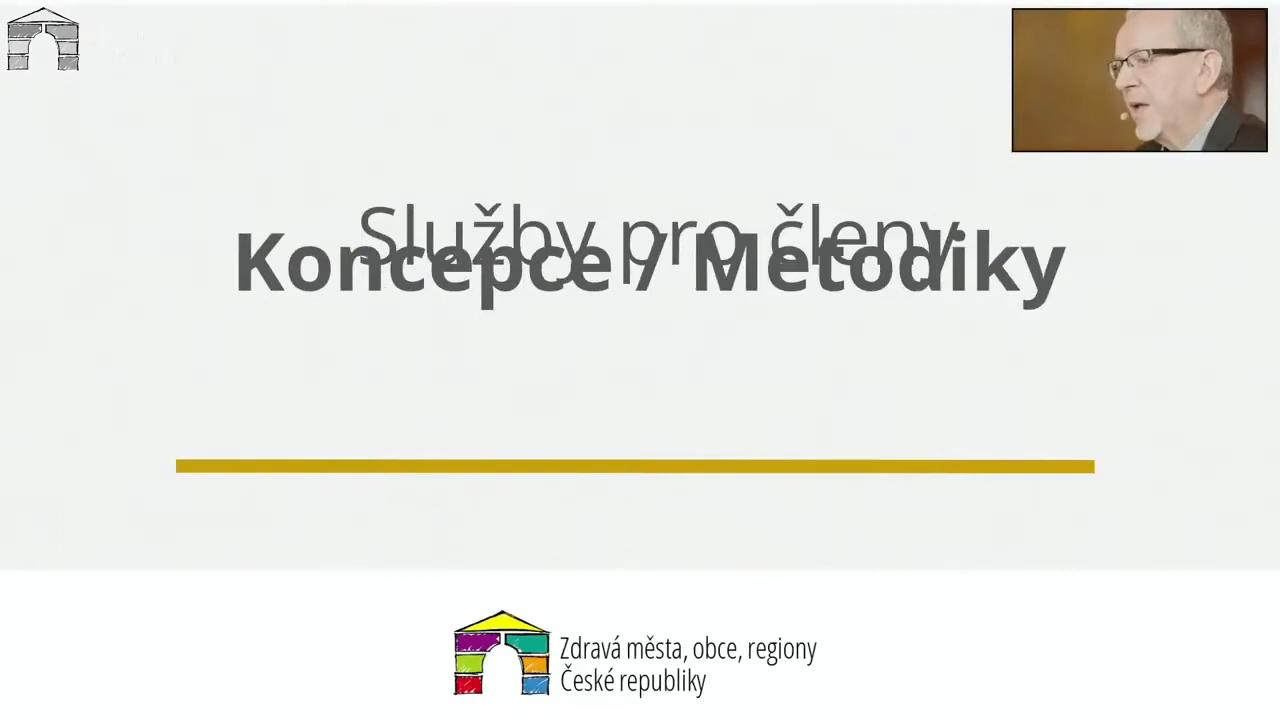 Služby pro členy
Koncepce / Metodiky
Zdravá města, obce, regiony
České republiky